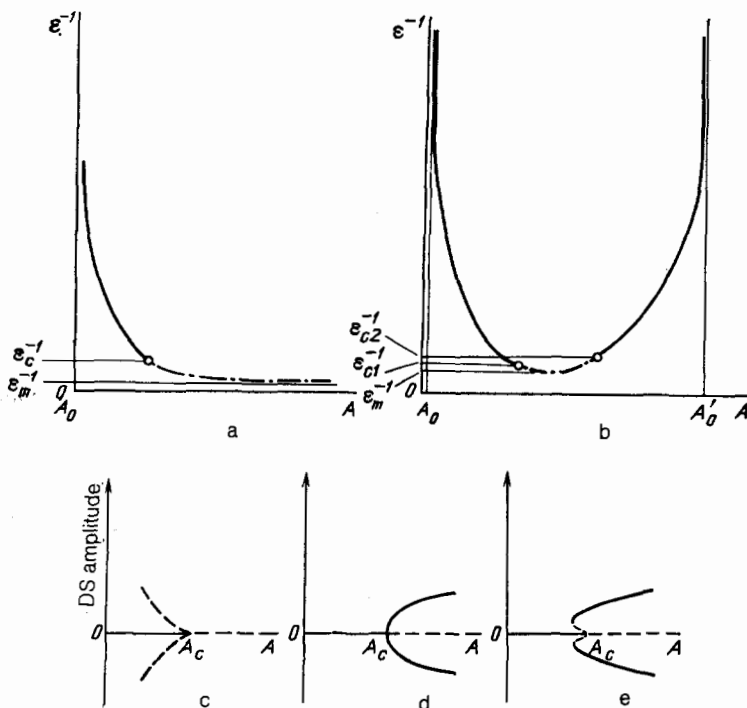 ε⁻¹
ε_c⁻¹
ε_m⁻¹
0
A₀
A
a
ε⁻¹
ε_c2⁻¹
ε_c1⁻¹
ε_m⁻¹
0
A₀
A₀′
A
b
DS amplitude
0
A_c
A
c
0
A_c
A
d
0
A_c
A
e